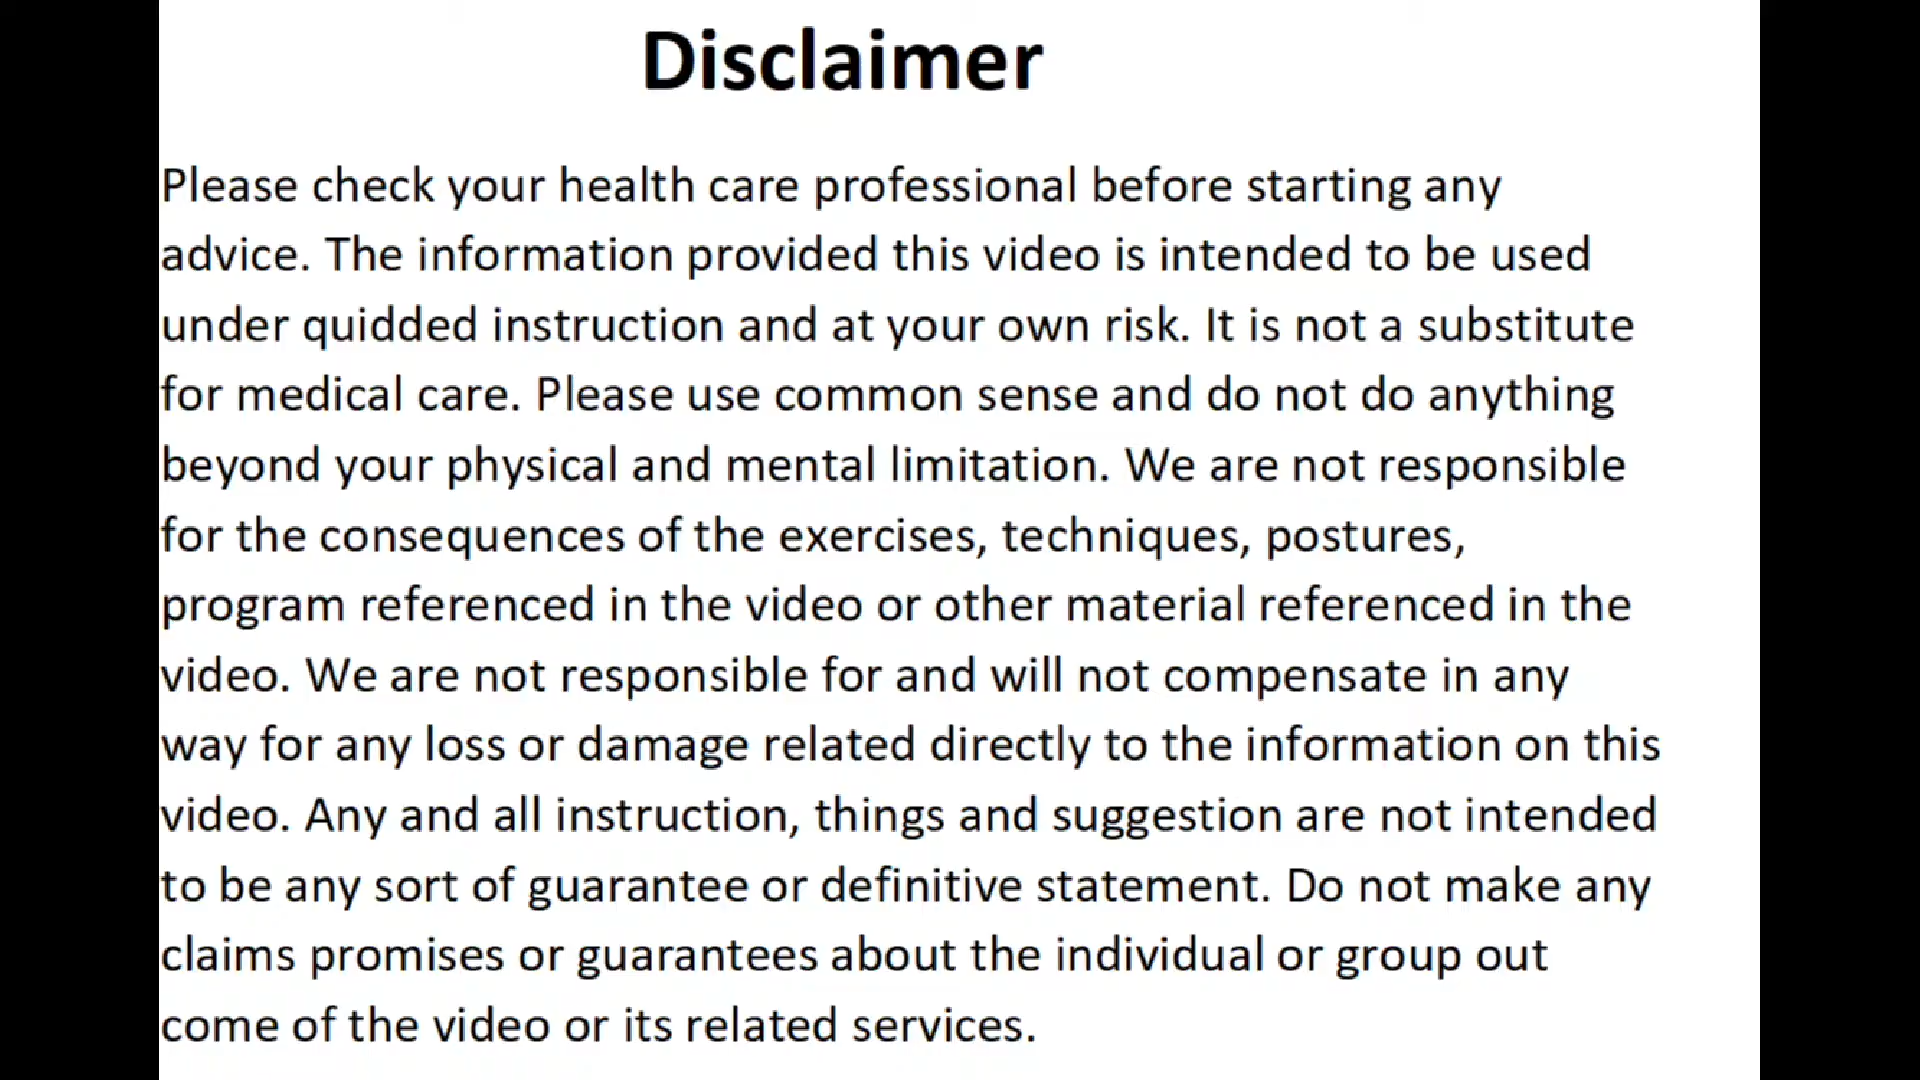 Disclaimer
Please check your health care professional before starting any
advice. The information provided this video is intended to be used
under quidded instruction and at your own risk. It is not a substitute
for medical care. Please use common sense and do not do anything
beyond your physical and mental limitation. We are not responsible
for the consequences of the exercises, techniques, postures,
program referenced in the video or other material referenced in the
video. We are not responsible for and will not compensate in any
way for any loss or damage related directly to the information on this
video. Any and all instruction, things and suggestion are not intended
to be any sort of guarantee or definitive statement. Do not make any
claims promises or guarantees about the individual or group out
come of the video or its related services.